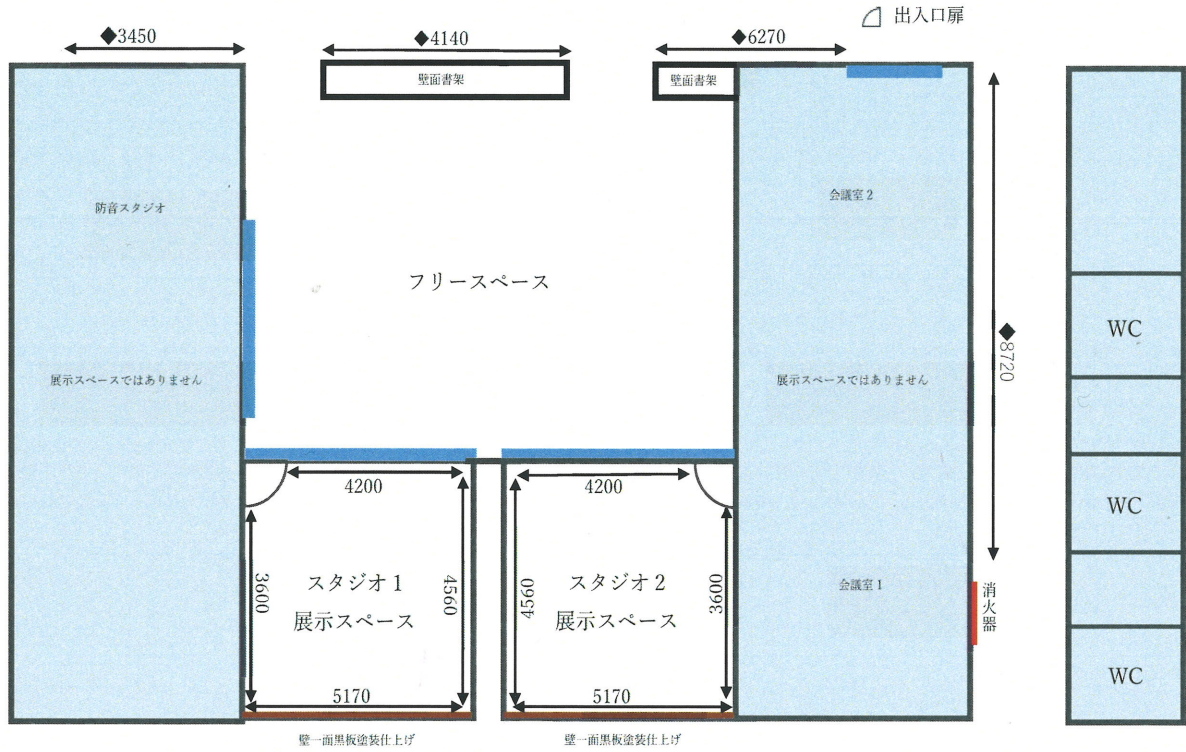 出入口扉
◆3450
◆4140
◆6270
壁面書架
壁面書架
防音スタジオ
会議室2
フリースペース
WC
◆8720
展示スペースではありません
展示スペースではありません
4200
4200
WC
3600
スタジオ1
展示スペース
4560
4560
スタジオ2
展示スペース
3600
会議室1
消火器
WC
5170
5170
壁一面黒板塗装仕上げ
壁一面黒板塗装仕上げ